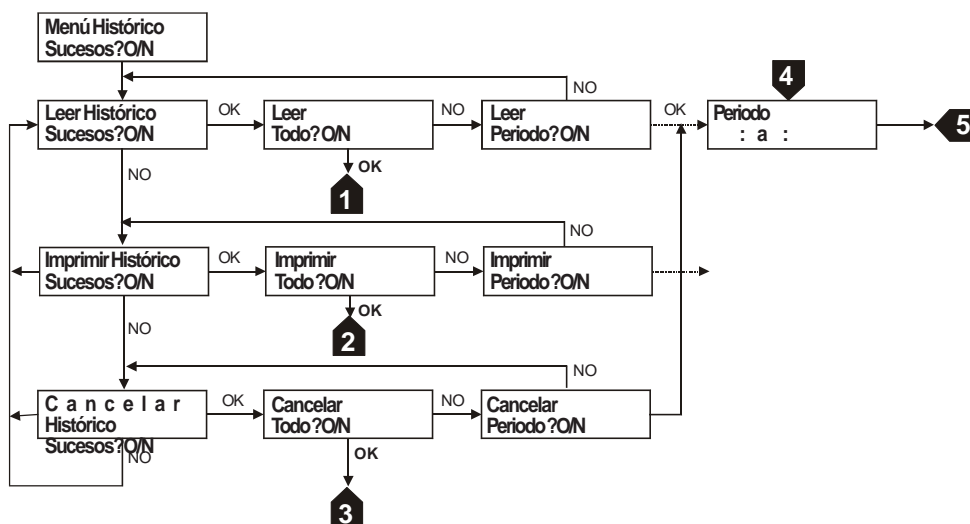 Menú Histórico
Sucesos?O/N
4
NO
Leer Histórico
Sucesos?O/N
OK
Leer
Todo?O/N
NO
Leer
Periodo?O/N
OK
Periodo
: a :
5
NO
OK
1
NO
Imprimir Histórico
Sucesos?O/N
OK
Imprimir
Todo?O/N
NO
Imprimir
Periodo?O/N
NO
OK
2
NO
Cancelar
Histórico
Sucesos?O/N
OK
Cancelar
Todo?O/N
NO
Cancelar
Periodo?O/N
NO
OK
3